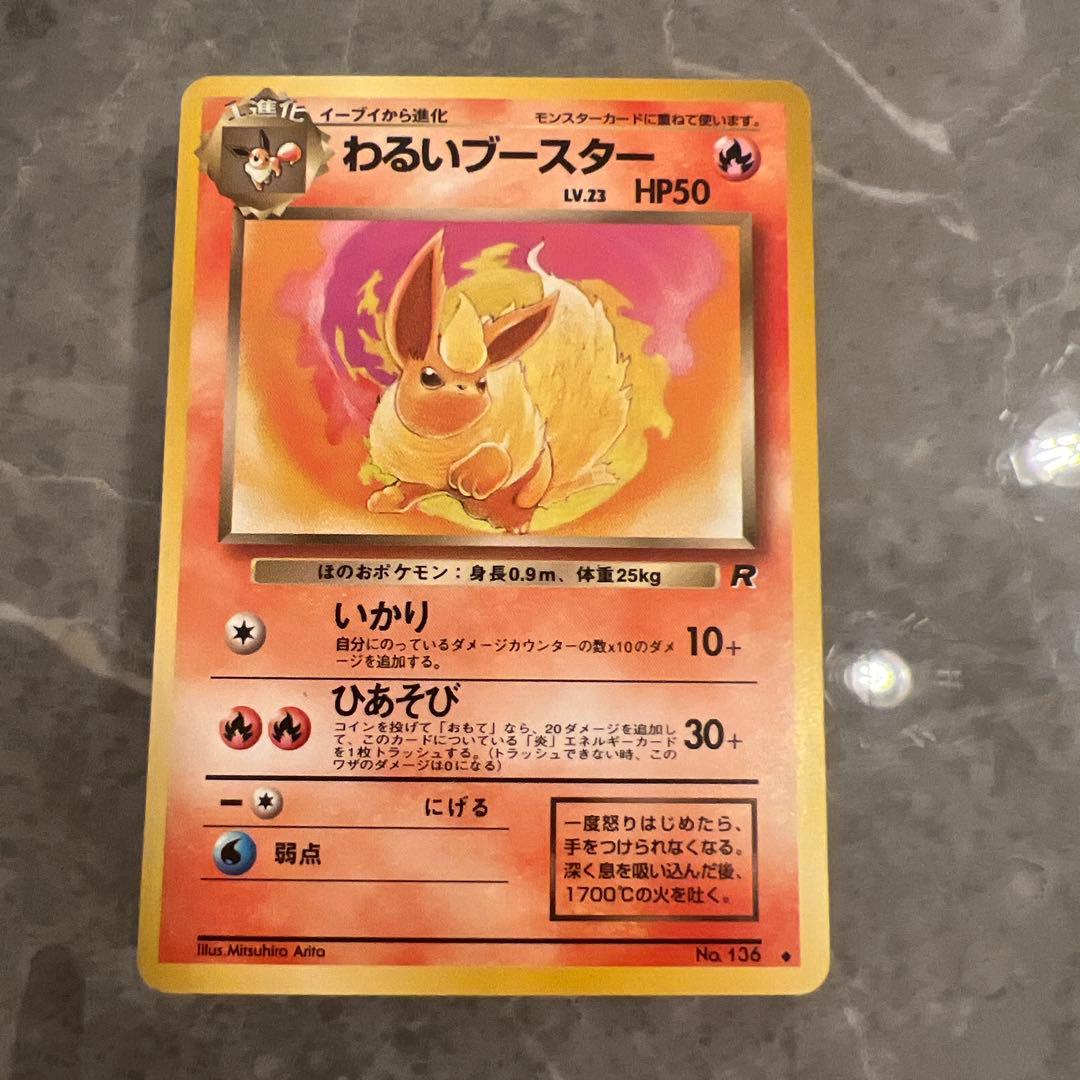 1進化
イーブイから進化
モンスターカードに重ねて使います。
わるいブースター
LV.23 HP50
ほのおポケモン：身長0.9m、体重25kg
R
いかり
自分にのっているダメージカウンターの数x10のダメ
ージを追加する。
10+
ひあそび
コインを投げて「おもて」なら、20ダメージを追加し
て、このカードについている「炎」エネルギーカード
を1枚トラッシュする。(トラッシュできない時、この
ワザのダメージは0になる)
30+
ー にげる
弱点
一度怒りはじめたら、
手をつけられなくなる。
深く息を吸い込んだ後、
1700℃の火を吐く。
Illus.Mitsuhiro Arita
No. 136